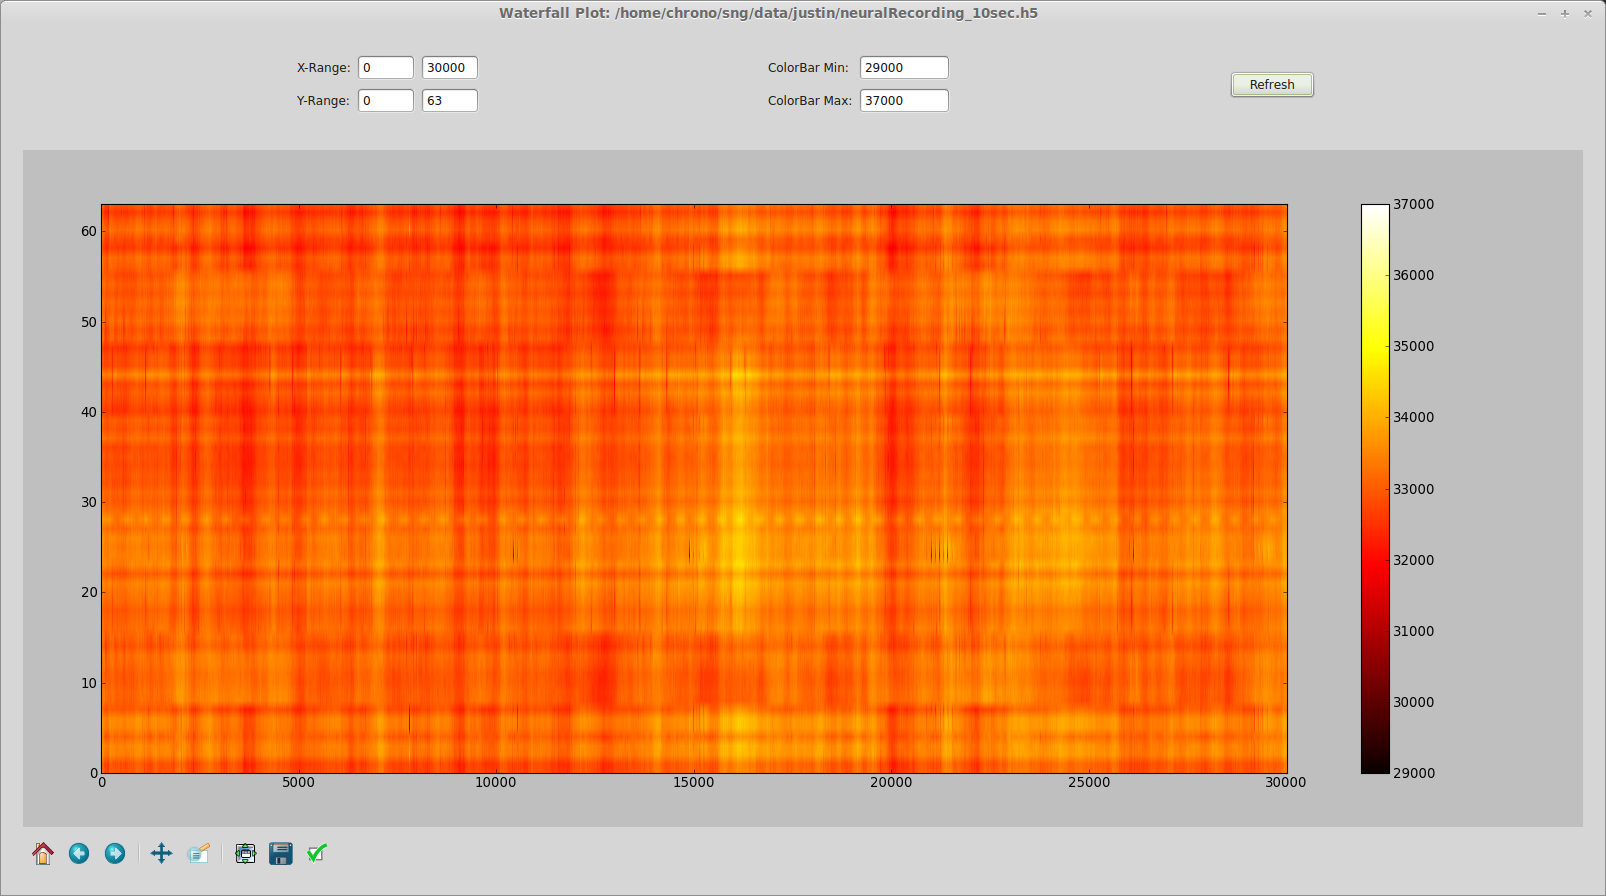 Waterfall Plot: /home/chrono/sng/data/justin/neuralRecording_10sec.h5
X-Range: 0 30000
Y-Range: 0 63
ColorBar Min: 29000
ColorBar Max: 37000
Refresh
60
50
40
30
20
10
0
0 5000 10000 15000 20000 25000 30000
37000
36000
35000
34000
33000
32000
31000
30000
29000